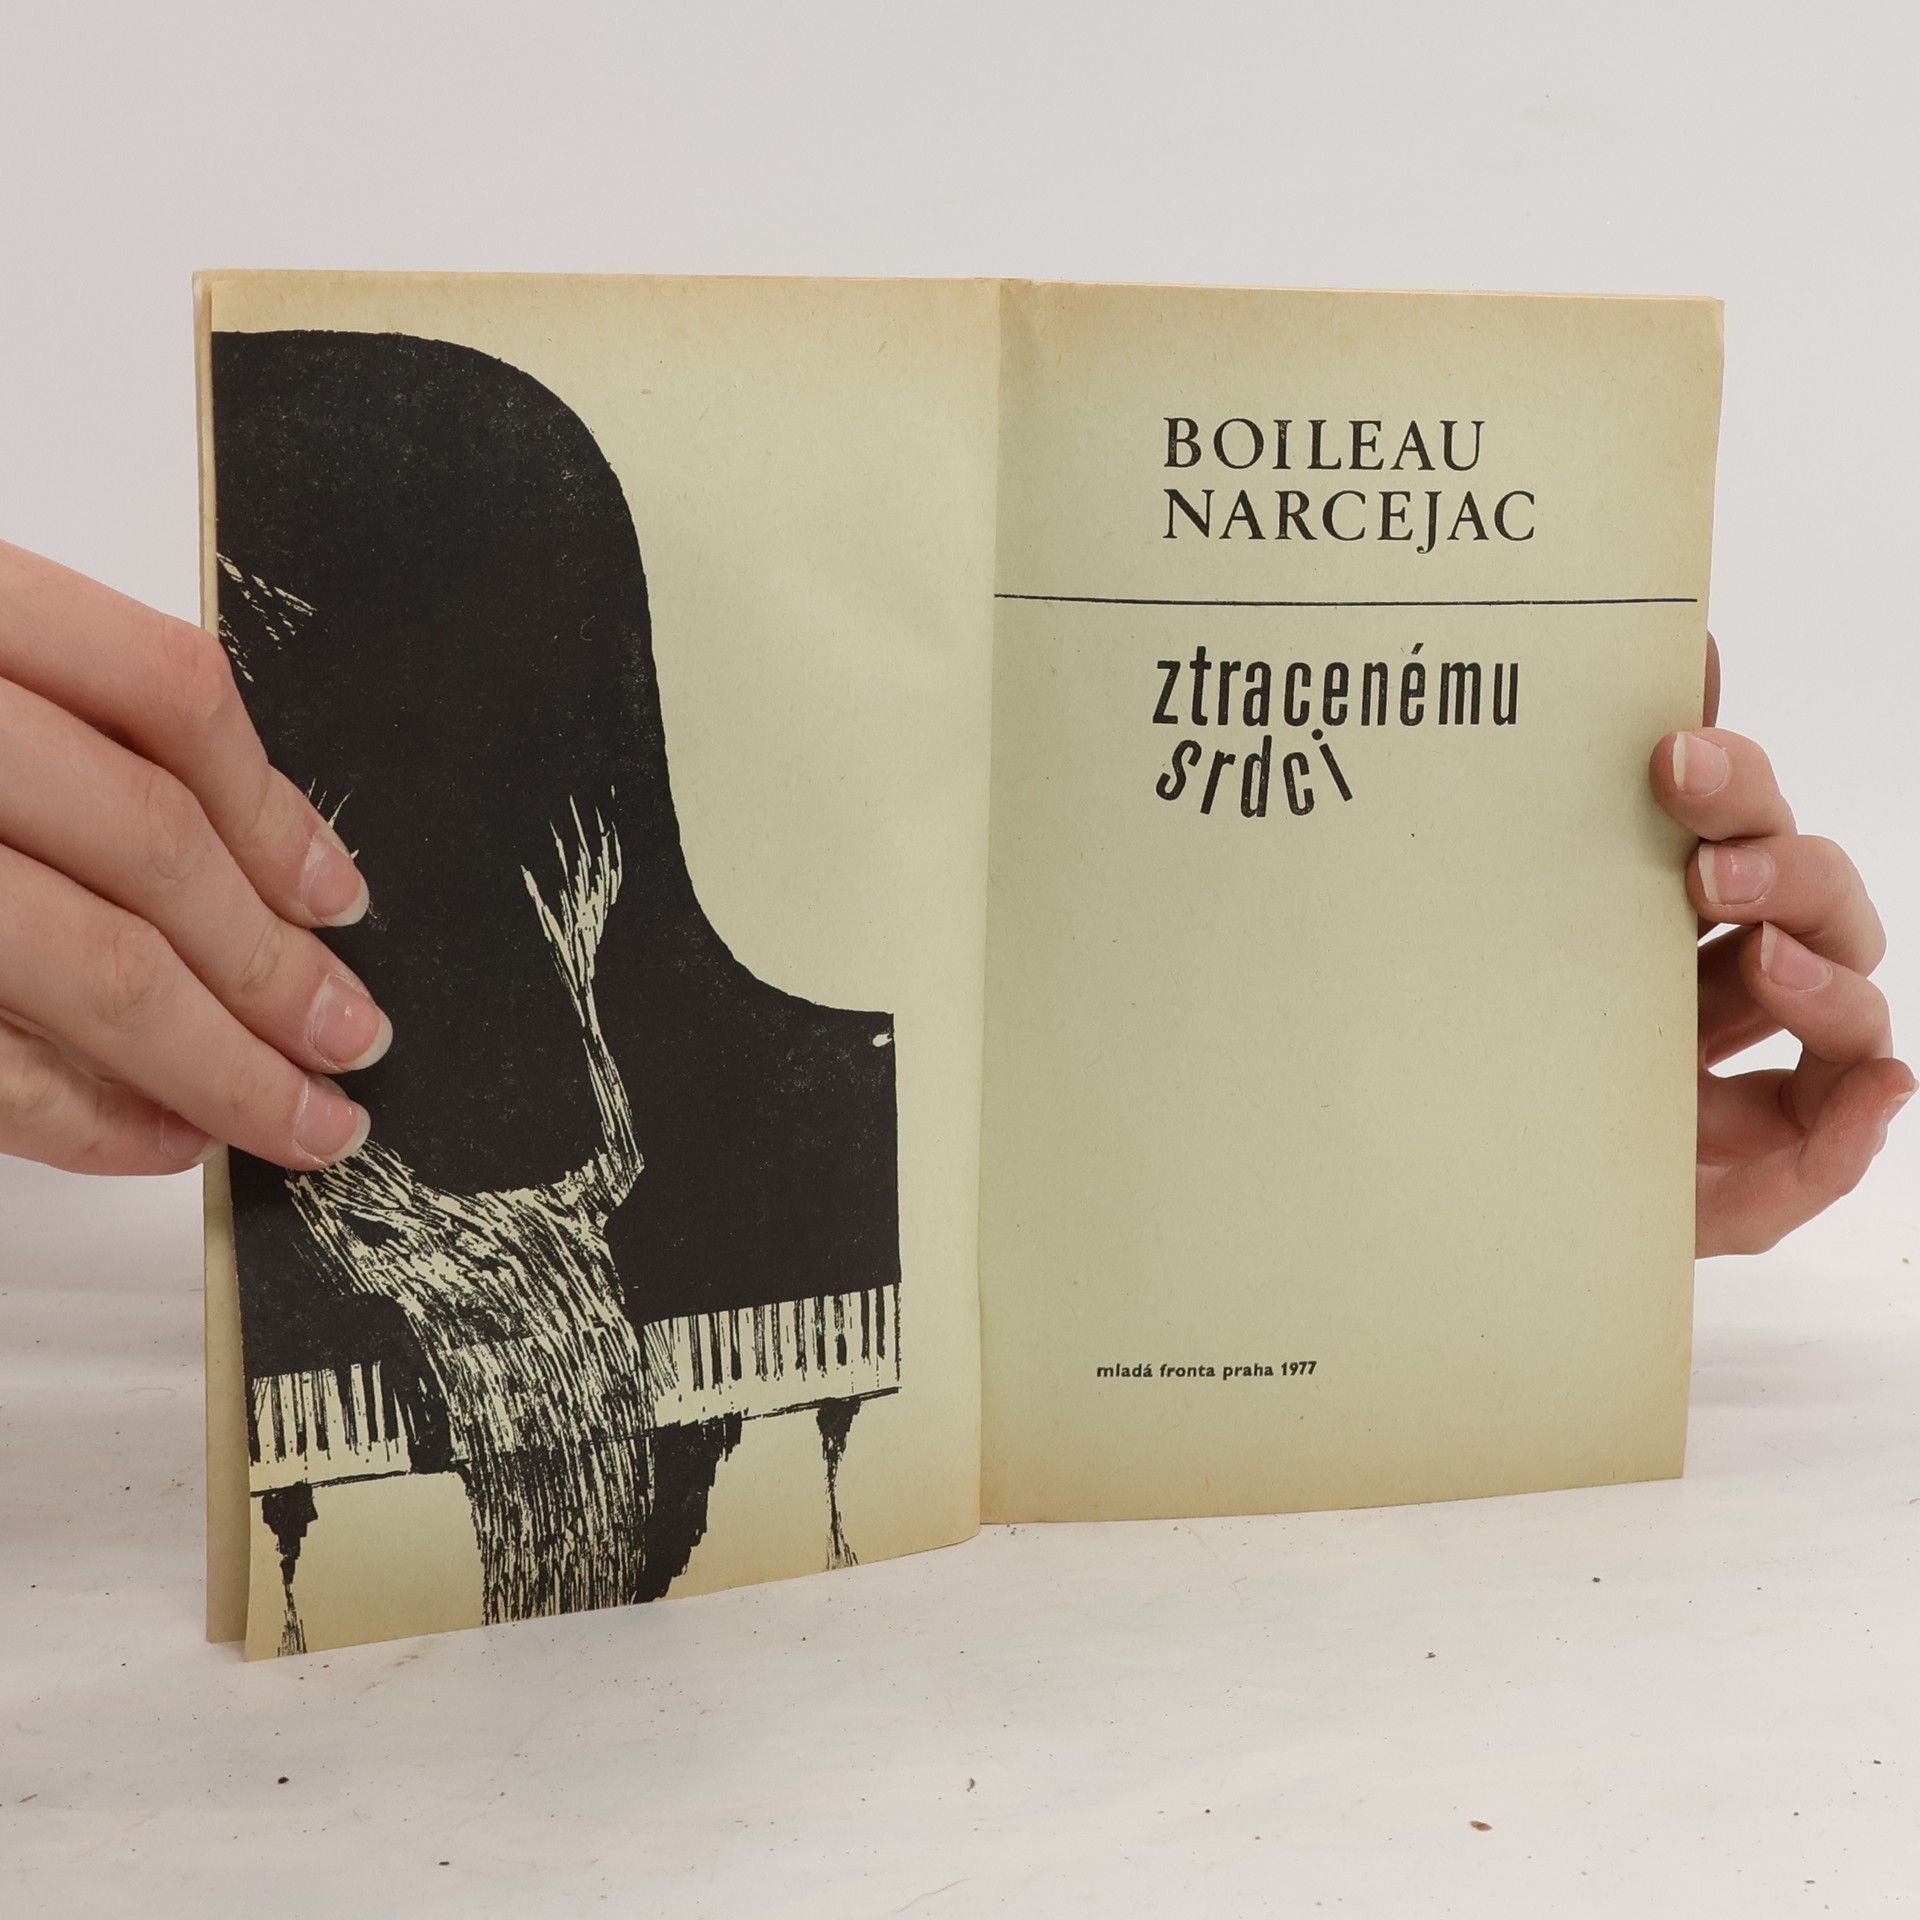 BOILEAU
NARCEJAC
ztracenému
srdci
mladá fronta praha 1977